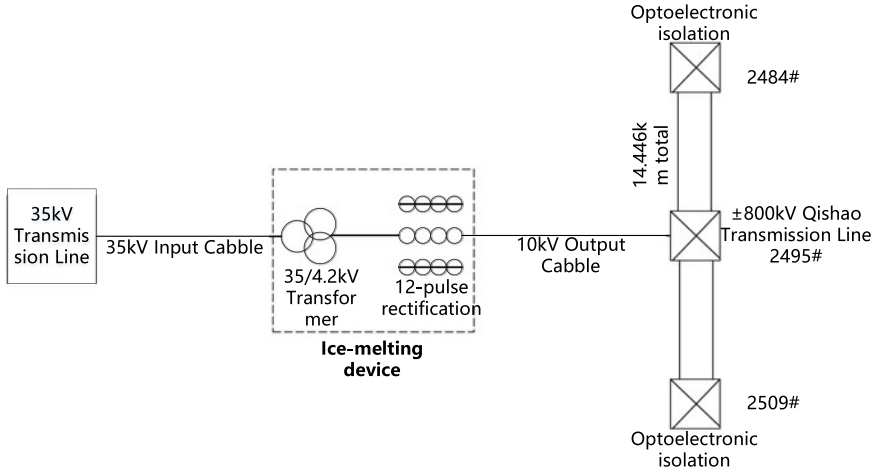 Optoelectronic
isolation
2484#
14.446k
m total
35kV
Transmis
sion Line
35kV Input Cabble
35/4.2kV
Transfor
mer
12-pulse
rectification
Ice-melting
device
10kV Output
Cabble
±800kV Qishao
Transmission Line
2495#
2509#
Optoelectronic
isolation